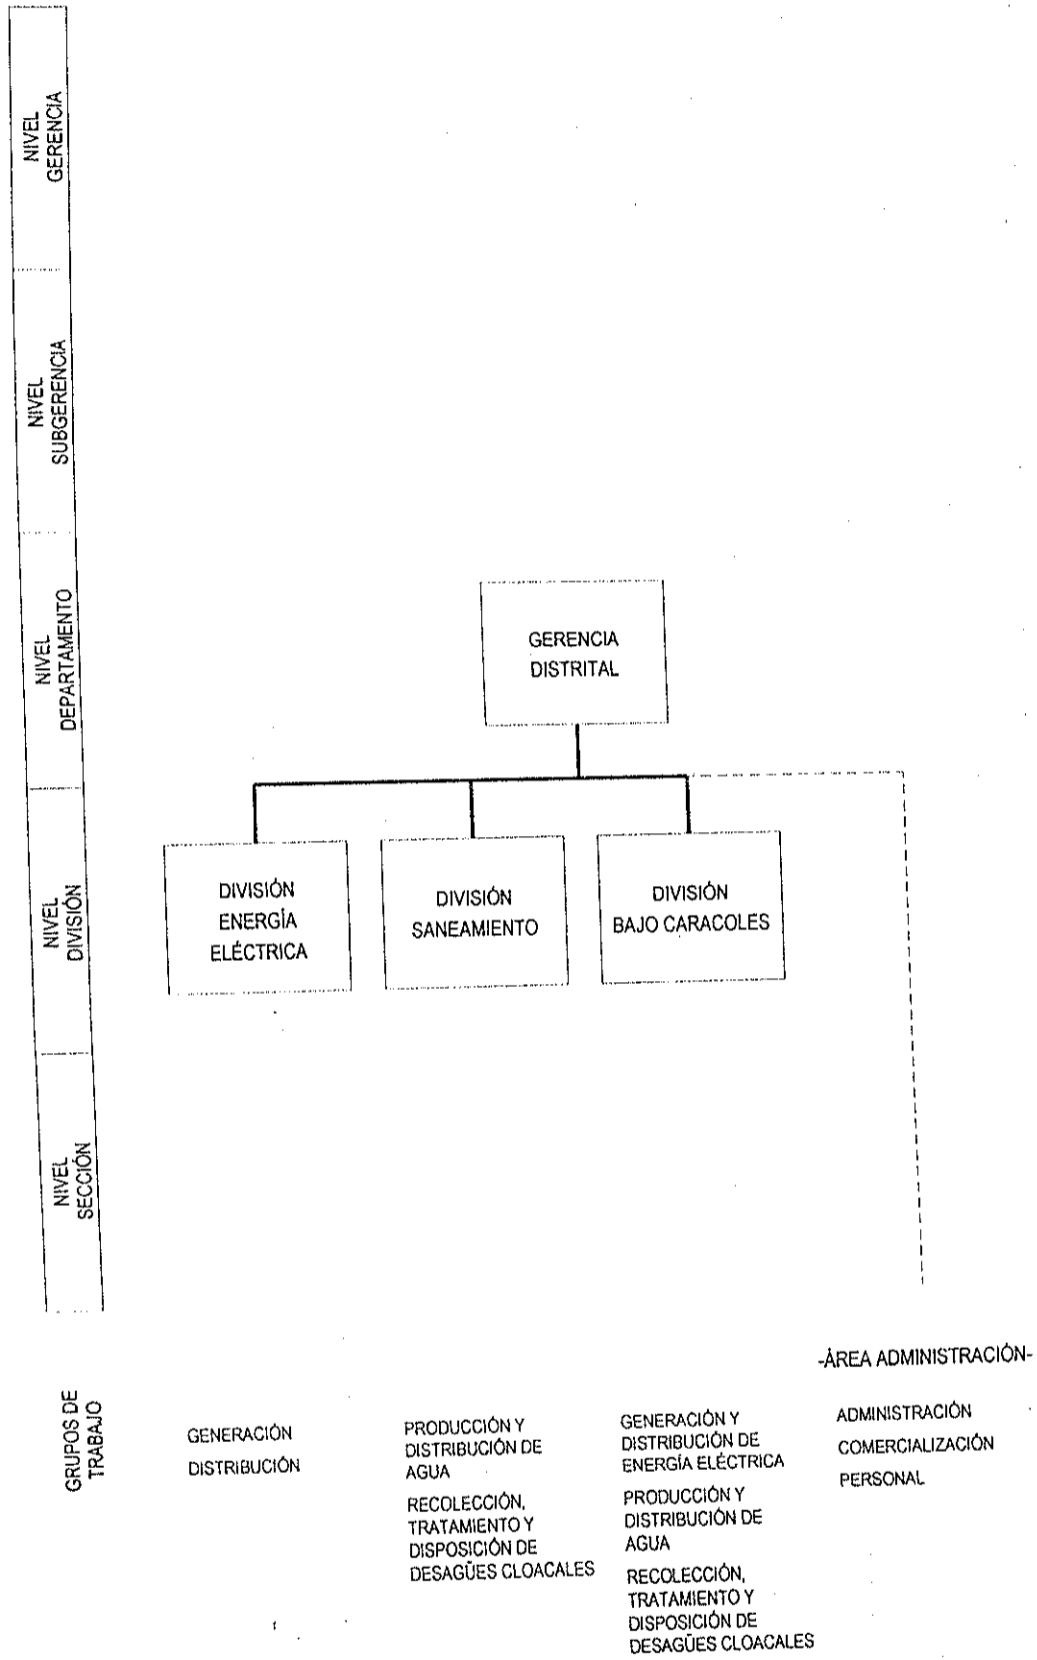 NIVEL
GERENCIA
NIVEL
SUBGERENCIA
NIVEL
DEPARTAMENTO
GERENCIA
DISTRITAL
NIVEL
DIVISIÓN
DIVISIÓN
ENERGÍA
ELÉCTRICA
DIVISIÓN
SANEAMIENTO
DIVISIÓN
BAJO CARACOLES
NIVEL
SECCIÓN
GRUPOS DE
TRABAJO
GENERACIÓN
DISTRIBUCIÓN
PRODUCCIÓN Y
DISTRIBUCIÓN DE
AGUA
RECOLECCIÓN,
TRATAMIENTO Y
DISPOSICIÓN DE
DESAGÜES CLOACALES
GENERACIÓN Y
DISTRIBUCIÓN DE
ENERGÍA ELÉCTRICA
PRODUCCIÓN Y
DISTRIBUCIÓN DE
AGUA
RECOLECCIÓN,
TRATAMIENTO Y
DISPOSICIÓN DE
DESAGÜES CLOACALES
-ÁREA ADMINISTRACIÓN-
ADMINISTRACIÓN
COMERCIALIZACIÓN
PERSONAL